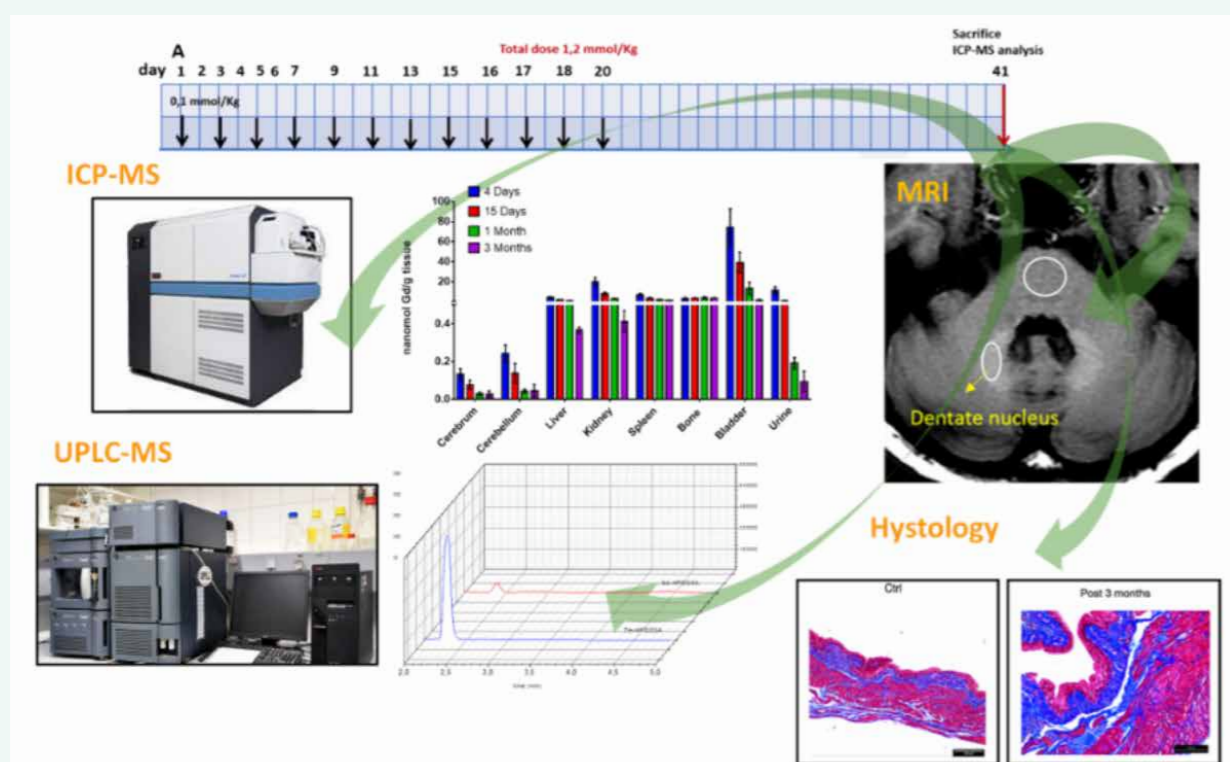 A
Total dose 1,2 mmol/Kg
Sacrifice
ICP-MS analysis
day 1 2 3 4 5 6 7 9 11 13 15 16 17 18 20 41
0,1 mmol/Kg
ICP-MS
MRI
4 Days
15 Days
1 Month
3 Months
nanomol Gd/g tissue
100
80
60
40
20
0.4
0.2
0.0
Cerebrum
Cerebellum
Liver
Kidney
Spleen
Bone
Bladder
Urine
Dentate nucleus
UPLC-MS
Hystology
2.0 2.5 3.0 3.5 4.0 4.5 5.0
Ctrl
Post 3 months